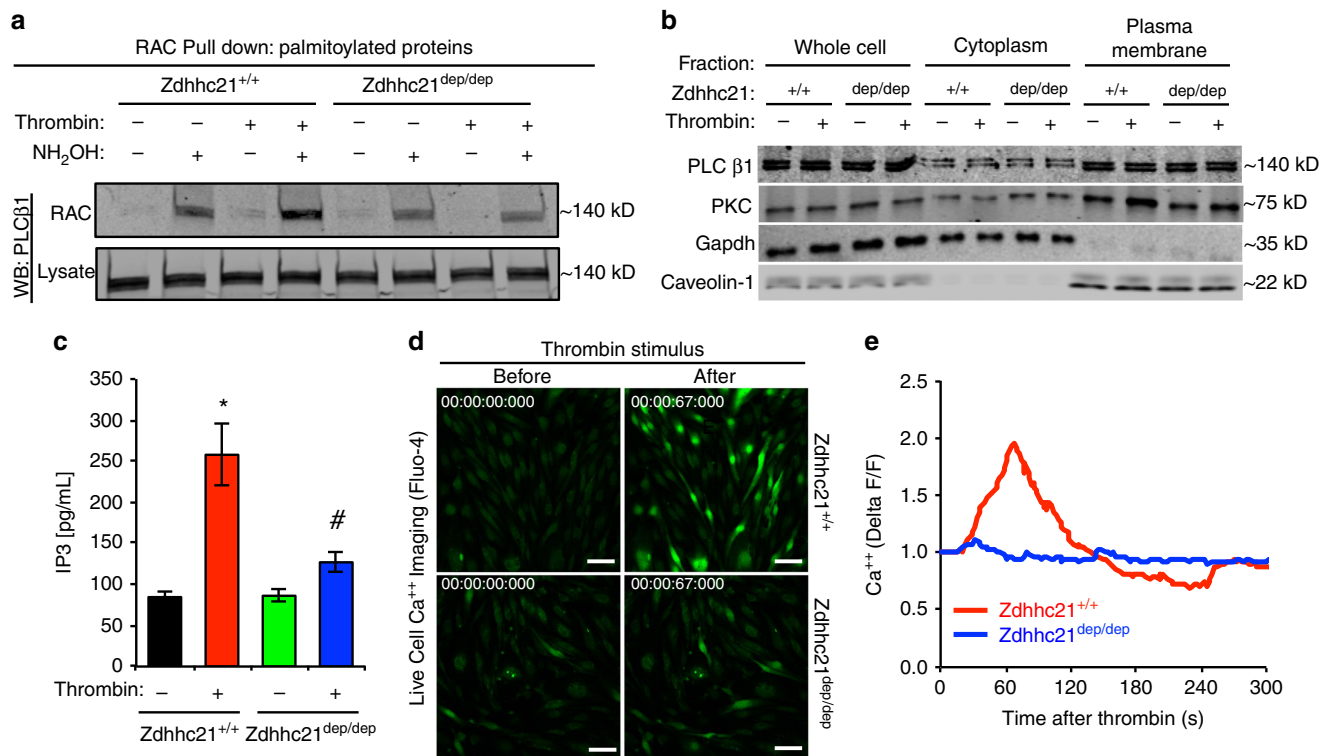 a
RAC Pull down: palmitoylated proteins
Zdhhc21+/+ Zdhhc21dep/dep
Thrombin: – – + + – – + +
NH2OH: – + – + – + – +
WB: PLCβ1
RAC ~140 kD
Lysate ~140 kD
b
Fraction: Whole cell Cytoplasm Plasma membrane
Zdhhc21: +/+ dep/dep +/+ dep/dep +/+ dep/dep
Thrombin: – + – + – + – + – + – +
PLC β1 ~140 kD
PKC ~75 kD
Gapdh ~35 kD
Caveolin-1 ~22 kD
c
IP3 [pg/mL]
350
300
250
200
150
100
50
0
*
#
Thrombin: – + – +
Zdhhc21+/+ Zdhhc21dep/dep
d
Thrombin stimulus
Before After
Live Cell Ca++ Imaging (Fluo-4)
00:00:00:000 00:00:67:000
Zdhhc21+/+
00:00:00:000 00:00:67:000
Zdhhc21dep/dep
e
Ca++ (Delta F/F)
2.5
2.0
1.5
1.0
0.5
0.0
Zdhhc21+/+
Zdhhc21dep/dep
0 60 120 180 240 300
Time after thrombin (s)